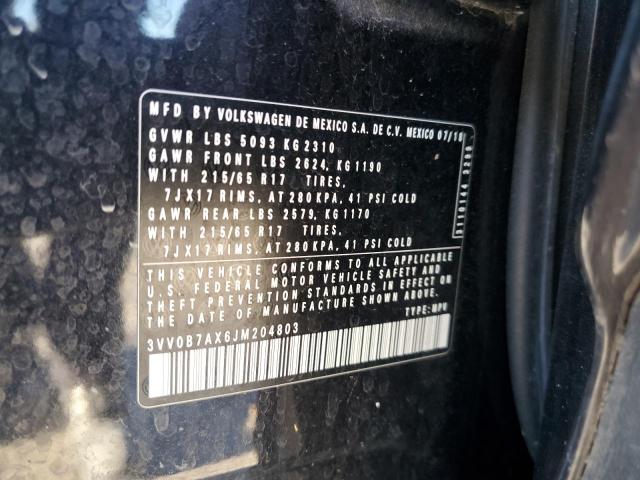 MFD BY VOLKSWAGEN DE MEXICO S.A. DE C.V. MEXICO 07/18
GVWR LBS 5093 KG 2310
GAWR FRONT LBS 2624, KG 1190
WITH 215/65 R17 TIRES,
7JX17 RIMS, AT 280 KPA, 41 PSI COLD
GAWR REAR LBS 2579, KG 1170
WITH 215/65 R17 TIRES,
7JX17 RIMS, AT 280 KPA, 41 PSI COLD
THIS VEHICLE CONFORMS TO ALL APPLICABLE
U.S. FEDERAL MOTOR VEHICLE SAFETY AND
THEFT PREVENTION STANDARDS IN EFFECT ON
THE DATE OF MANUFACTURE SHOWN ABOVE.
3VV0B7AX6JM204803
TYPE: MPV